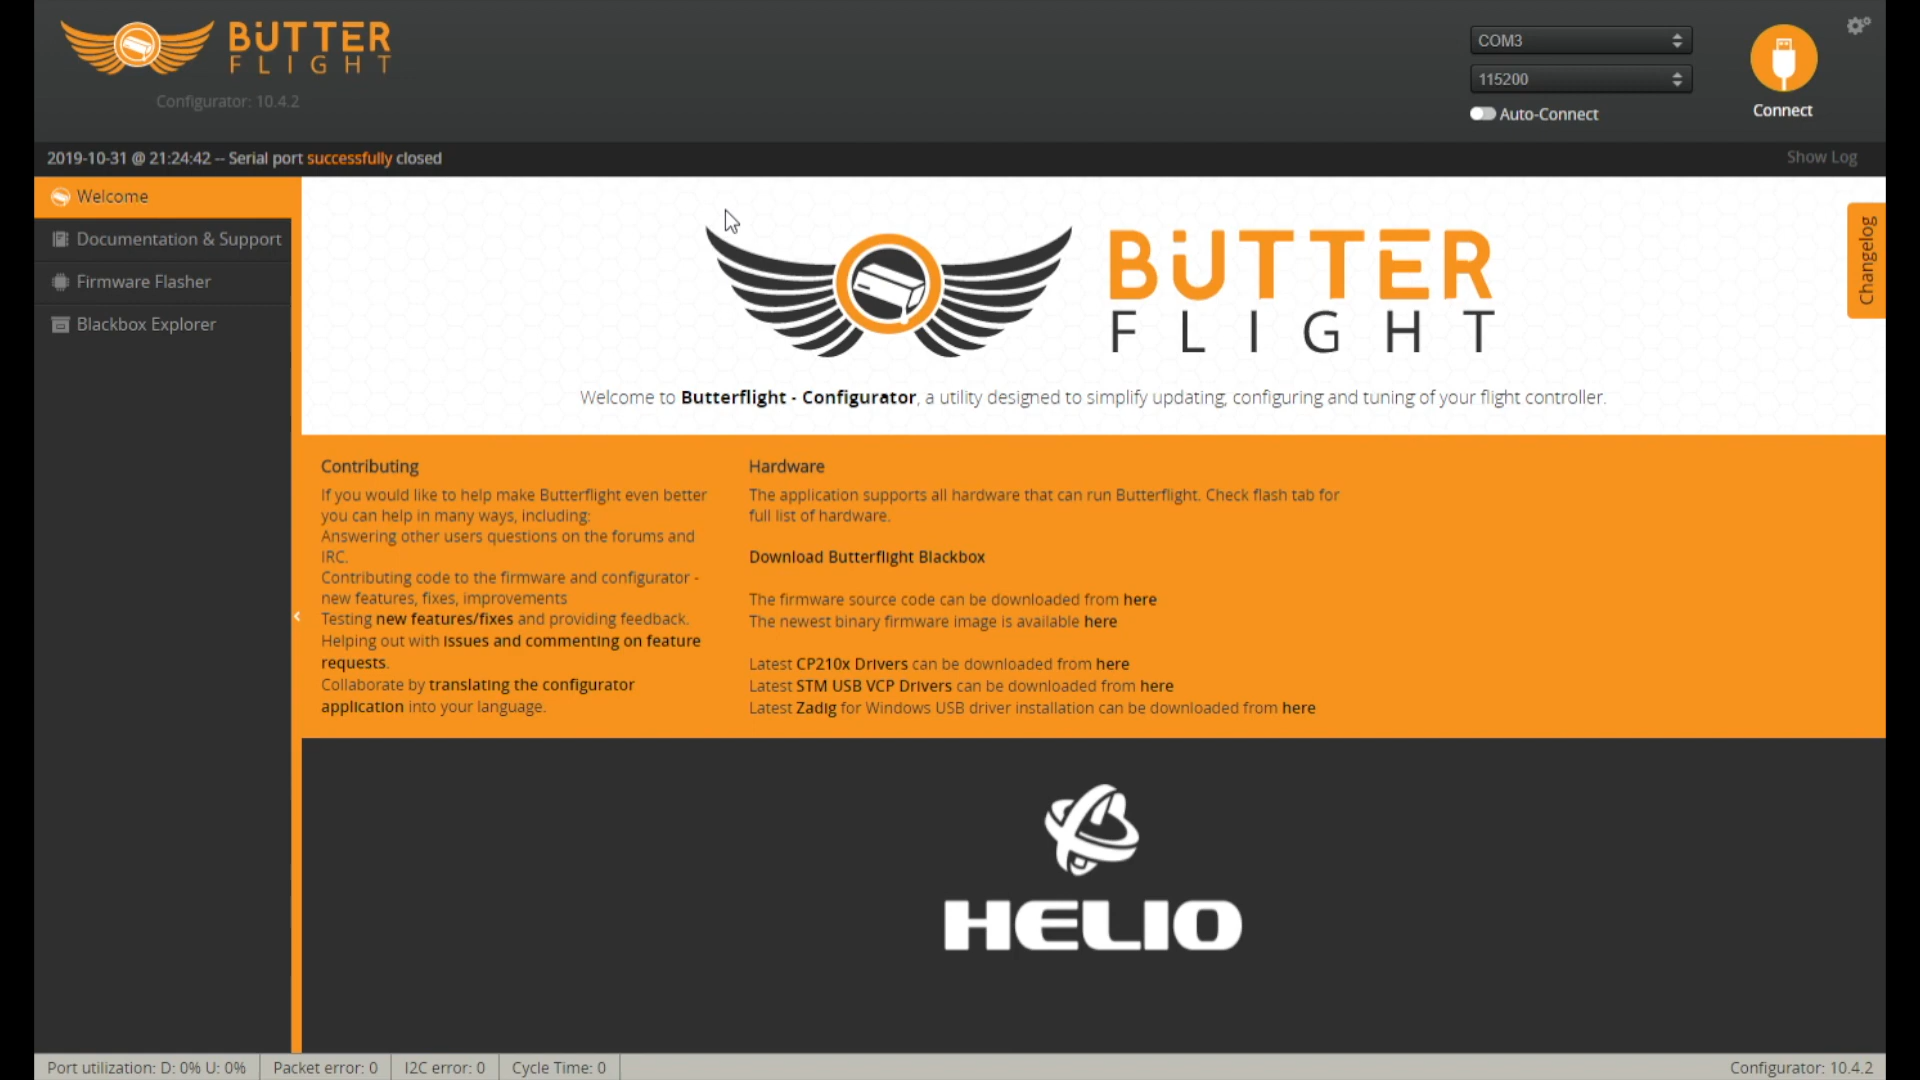 BUTTER
FLIGHT
Configurator: 10.4.2
COM3
115200
Auto-Connect
Connect
2019-10-31 @ 21:24:42 -- Serial port successfully closed
Show Log
Welcome
Documentation & Support
Firmware Flasher
Blackbox Explorer
BUTTER
FLIGHT
Changelog
Welcome to Butterflight - Configurator, a utility designed to simplify updating, configuring and tuning of your flight controller.
Contributing
If you would like to help make Butterflight even better
you can help in many ways, including:
Answering other users questions on the forums and
IRC.
Contributing code to the firmware and configurator -
new features, fixes, improvements
Testing new features/fixes and providing feedback.
Helping out with issues and commenting on feature
requests.
Collaborate by translating the configurator
application into your language.
Hardware
The application supports all hardware that can run Butterflight. Check flash tab for
full list of hardware.
Download Butterflight Blackbox
The firmware source code can be downloaded from here
The newest binary firmware image is available here
Latest CP210x Drivers can be downloaded from here
Latest STM USB VCP Drivers can be downloaded from here
Latest Zadig for Windows USB driver installation can be downloaded from here
HELIO
Port utilization: D: 0% U: 0%
Packet error: 0
I2C error: 0
Cycle Time: 0
Configurator: 10.4.2